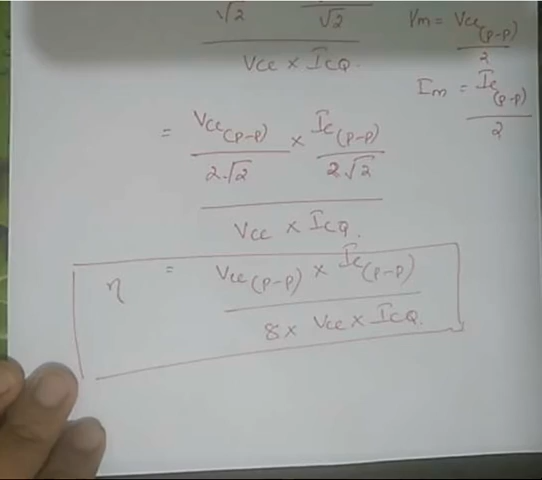 √2 √2
Vm = Vce(p-p) / 2
Vce × ICQ.
Im = Ic(p-p) / 2
= Vce(p-p) / 2.√2 × Ic(p-p) / 2.√2
Vce × ICQ.
η = Vce(p-p) × Ic(p-p) / 8 × Vce × ICQ.